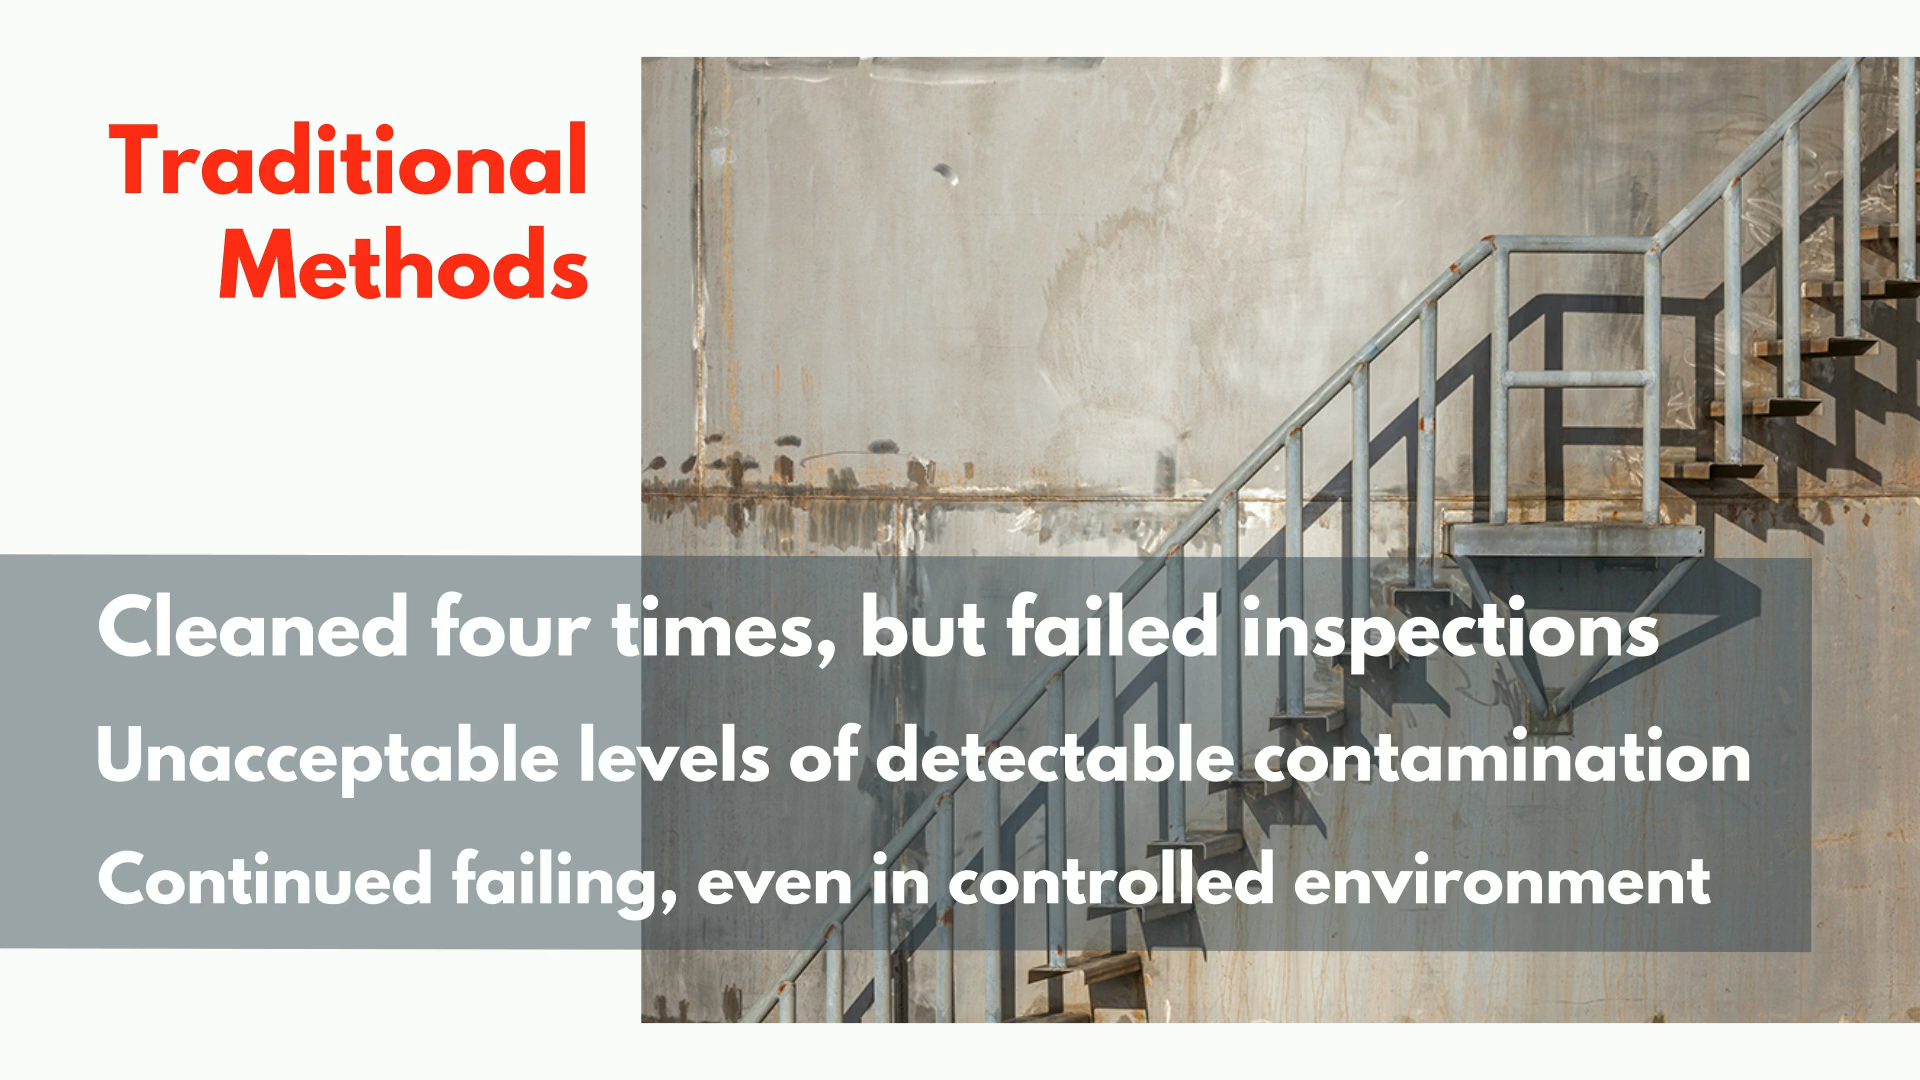 Traditional
Methods
Cleaned four times, but failed inspections
Unacceptable levels of detectable contamination
Continued failing, even in controlled environment